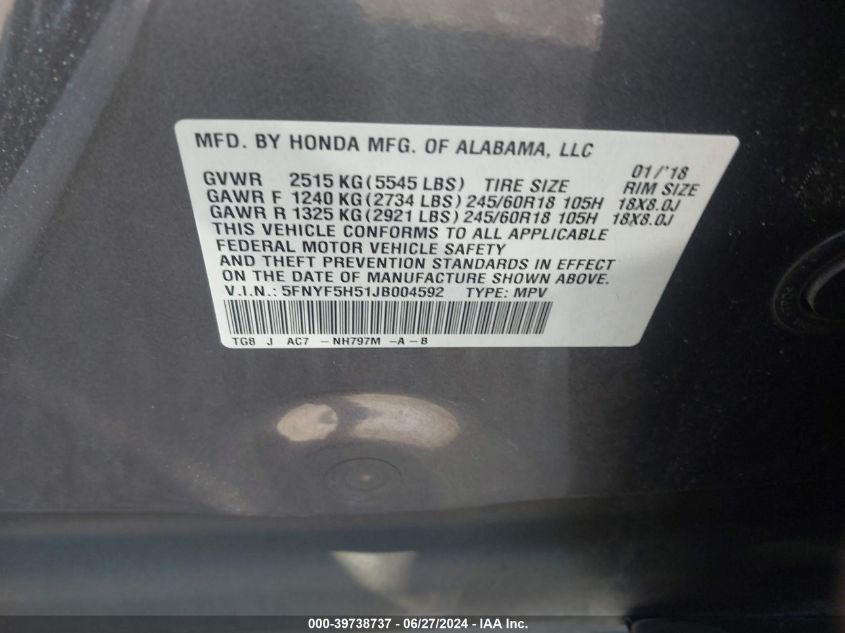 MFD. BY HONDA MFG. OF ALABAMA, LLC 01/'18
GVWR 2515 KG(5545 LBS) TIRE SIZE RIM SIZE
GAWR F 1240 KG(2734 LBS) 245/60R18 105H 18X8.0J
GAWR R 1325 KG(2921 LBS) 245/60R18 105H 18X8.0J
THIS VEHICLE CONFORMS TO ALL APPLICABLE
FEDERAL MOTOR VEHICLE SAFETY
AND THEFT PREVENTION STANDARDS IN EFFECT
ON THE DATE OF MANUFACTURE SHOWN ABOVE.
V.I.N.: 5FNYF5H51JB004592 TYPE: MPV
TG8 J AC7 -NH797M -A-B
000-39738737 - 06/27/2024 - IAA Inc.